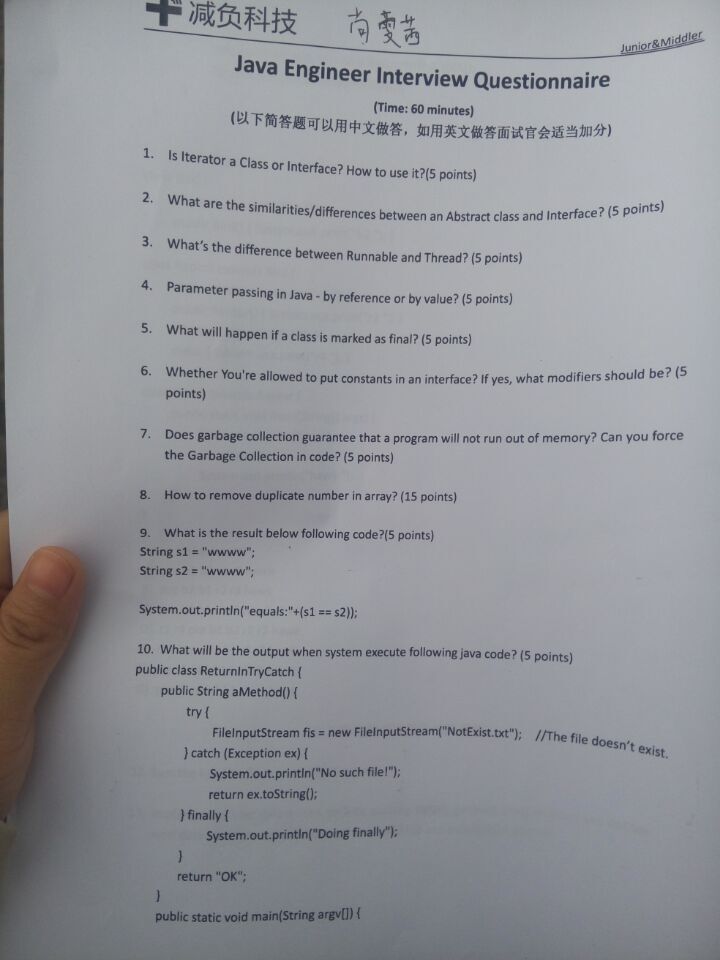 减负科技
尚雯茜
Junior&Middler
Java Engineer Interview Questionnaire
(Time: 60 minutes)
(以下简答题可以用中文做答，如用英文做答面试官会适当加分)
1. Is Iterator a Class or Interface? How to use it?(5 points)
2. What are the similarities/differences between an Abstract class and Interface? (5 points)
3. What's the difference between Runnable and Thread? (5 points)
4. Parameter passing in Java - by reference or by value? (5 points)
5. What will happen if a class is marked as final? (5 points)
6. Whether You're allowed to put constants in an interface? If yes, what modifiers should be? (5
points)
7. Does garbage collection guarantee that a program will not run out of memory? Can you force
the Garbage Collection in code? (5 points)
8. How to remove duplicate number in array? (15 points)
9. What is the result below following code?(5 points)
String s1 = "wwww";
String s2 = "wwww";
System.out.println("equals:"+(s1 == s2));
10. What will be the output when system execute following java code? (5 points)
public class ReturnInTryCatch {
public String aMethod() {
try {
FileInputStream fis = new FileInputStream("NotExist.txt"); //The file doesn't exist.
} catch (Exception ex) {
System.out.println("No such file!");
return ex.toString();
} finally {
System.out.println("Doing finally");
}
return "OK";
}
public static void main(String argv[]) {